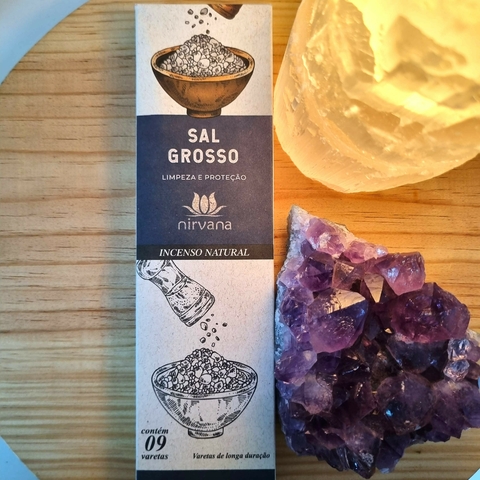 SAL
GROSSO
LIMPEZA E PROTEÇÃO
nirvana
INCENSO NATURAL
contém
09
varetas
Varetas de longa duração